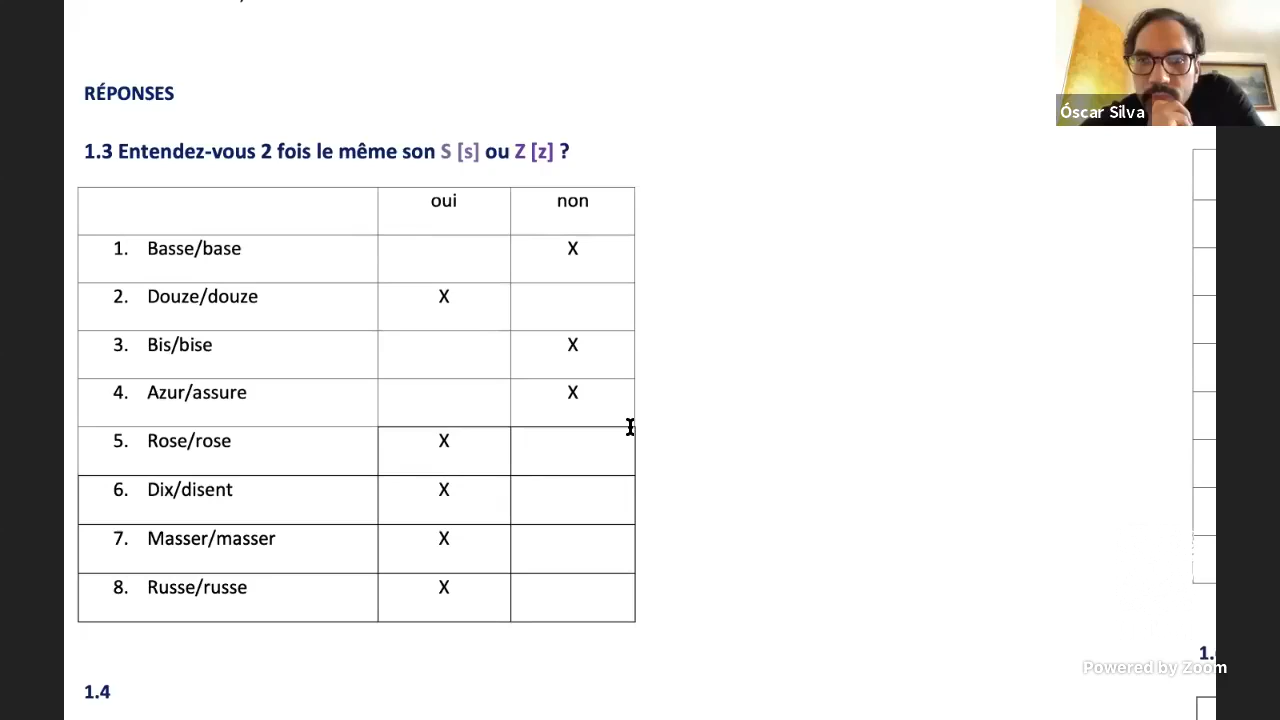 RÉPONSES
Óscar Silva
1.3 Entendez-vous 2 fois le même son S [s] ou Z [z] ?
oui non
1. Basse/base X
2. Douze/douze X
3. Bis/bise X
4. Azur/assure X
5. Rose/rose X
6. Dix/disent X
7. Masser/masser X
8. Russe/russe X
Powered by Zoom
1.4